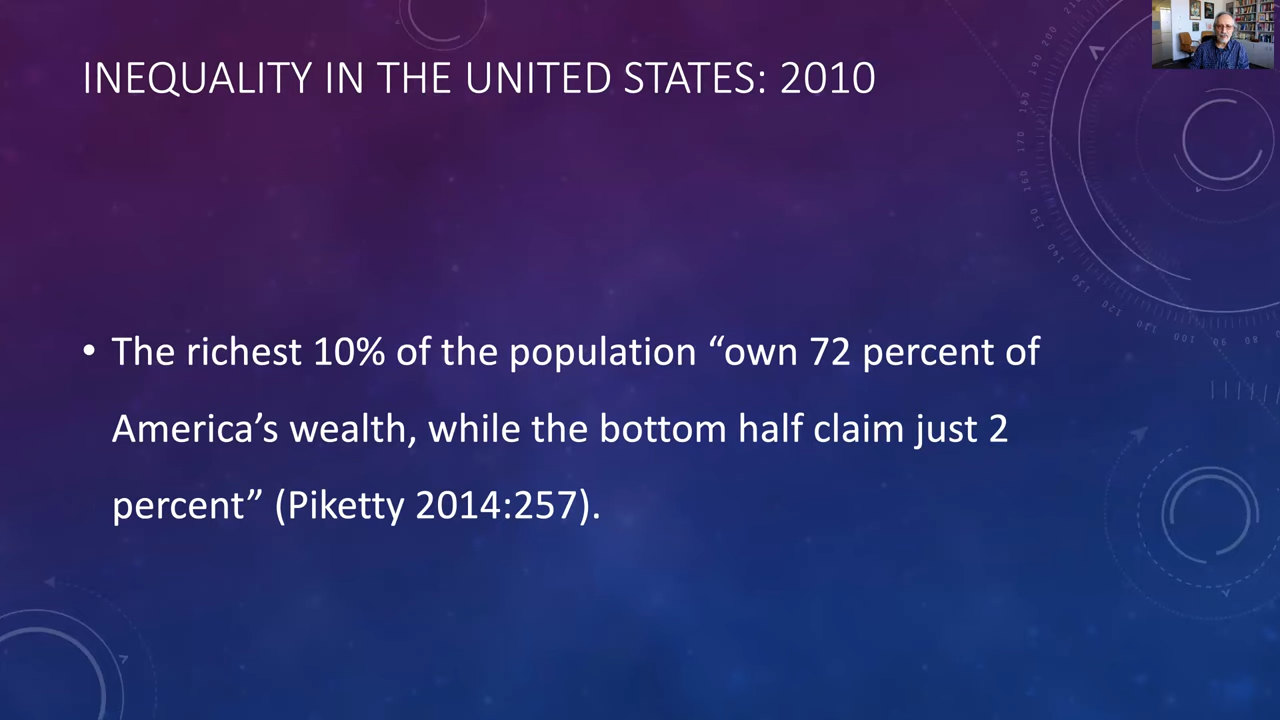 INEQUALITY IN THE UNITED STATES: 2010
• The richest 10% of the population “own 72 percent of
America’s wealth, while the bottom half claim just 2
percent” (Piketty 2014:257).